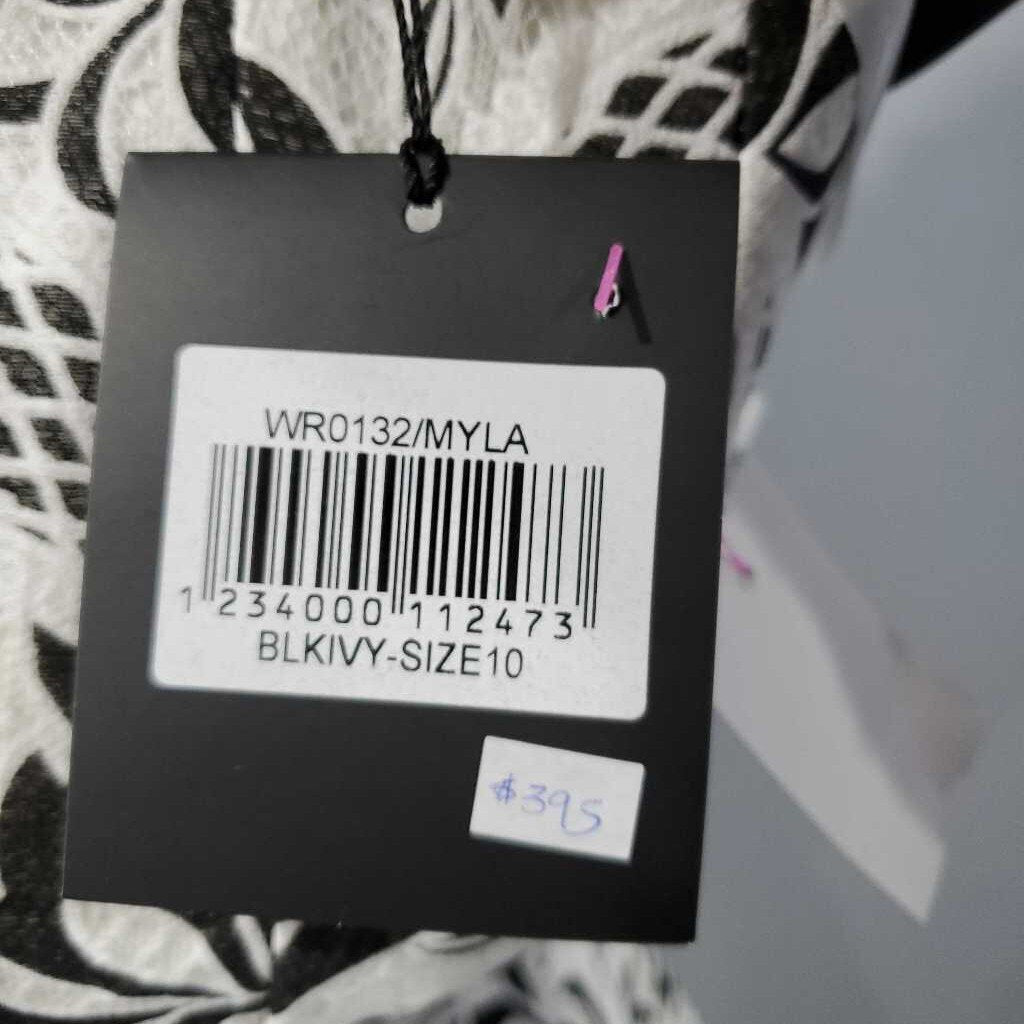 WR0132/MYLA
1 234000 112473
BLKIVY-SIZE10
$395